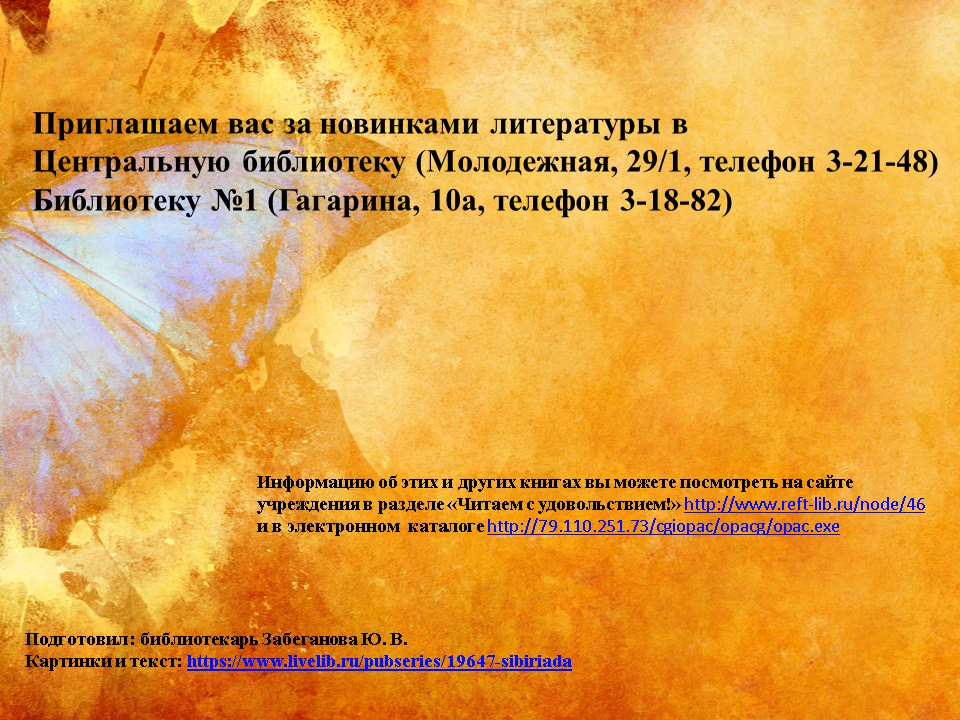 Приглашаем вас за новинками литературы в
Центральную библиотеку (Молодежная, 29/1, телефон 3-21-48)
Библиотеку №1 (Гагарина, 10а, телефон 3-18-82)
Информацию об этих и других книгах вы можете посмотреть на сайте
учреждения в разделе «Читаем с удовольствием!» http://www.reft-lib.ru/node/46
и в электронном каталоге http://79.110.251.73/cgiopac/opacg/opac.exe
Подготовил: библиотекарь Забеганова Ю. В.
Картинки и текст: https://www.livelib.ru/pubseries/19647-sibiriada